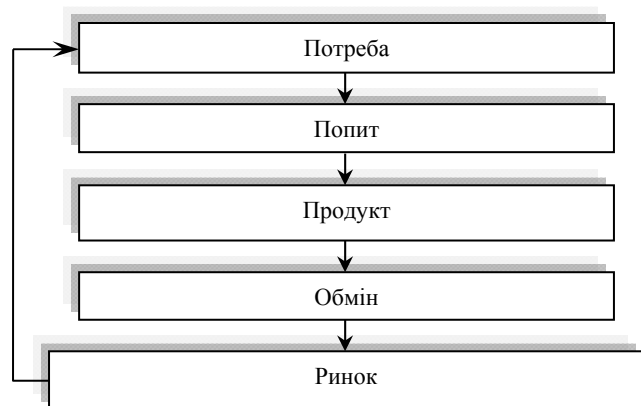 Потреба
Попит
Продукт
Обмін
Ринок